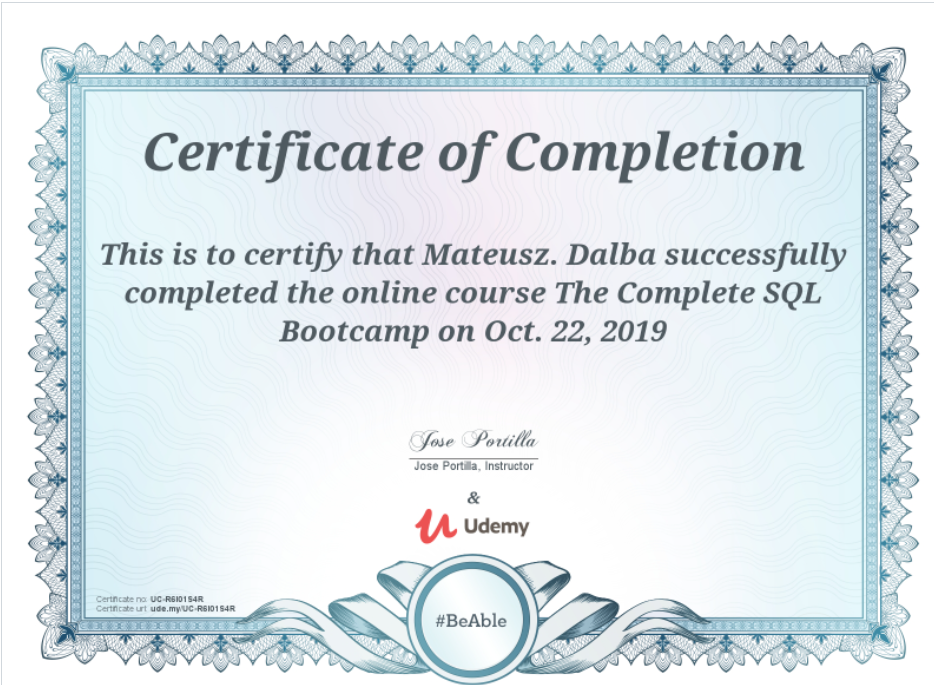 Certificate of Completion
This is to certify that Mateusz. Dalba successfully
completed the online course The Complete SQL
Bootcamp on Oct. 22, 2019
Jose Portilla
Jose Portilla, Instructor
&
Udemy
Certificate no: UC-R6I01S4R
Certificate url: ude.my/UC-R6I01S4R
#BeAble